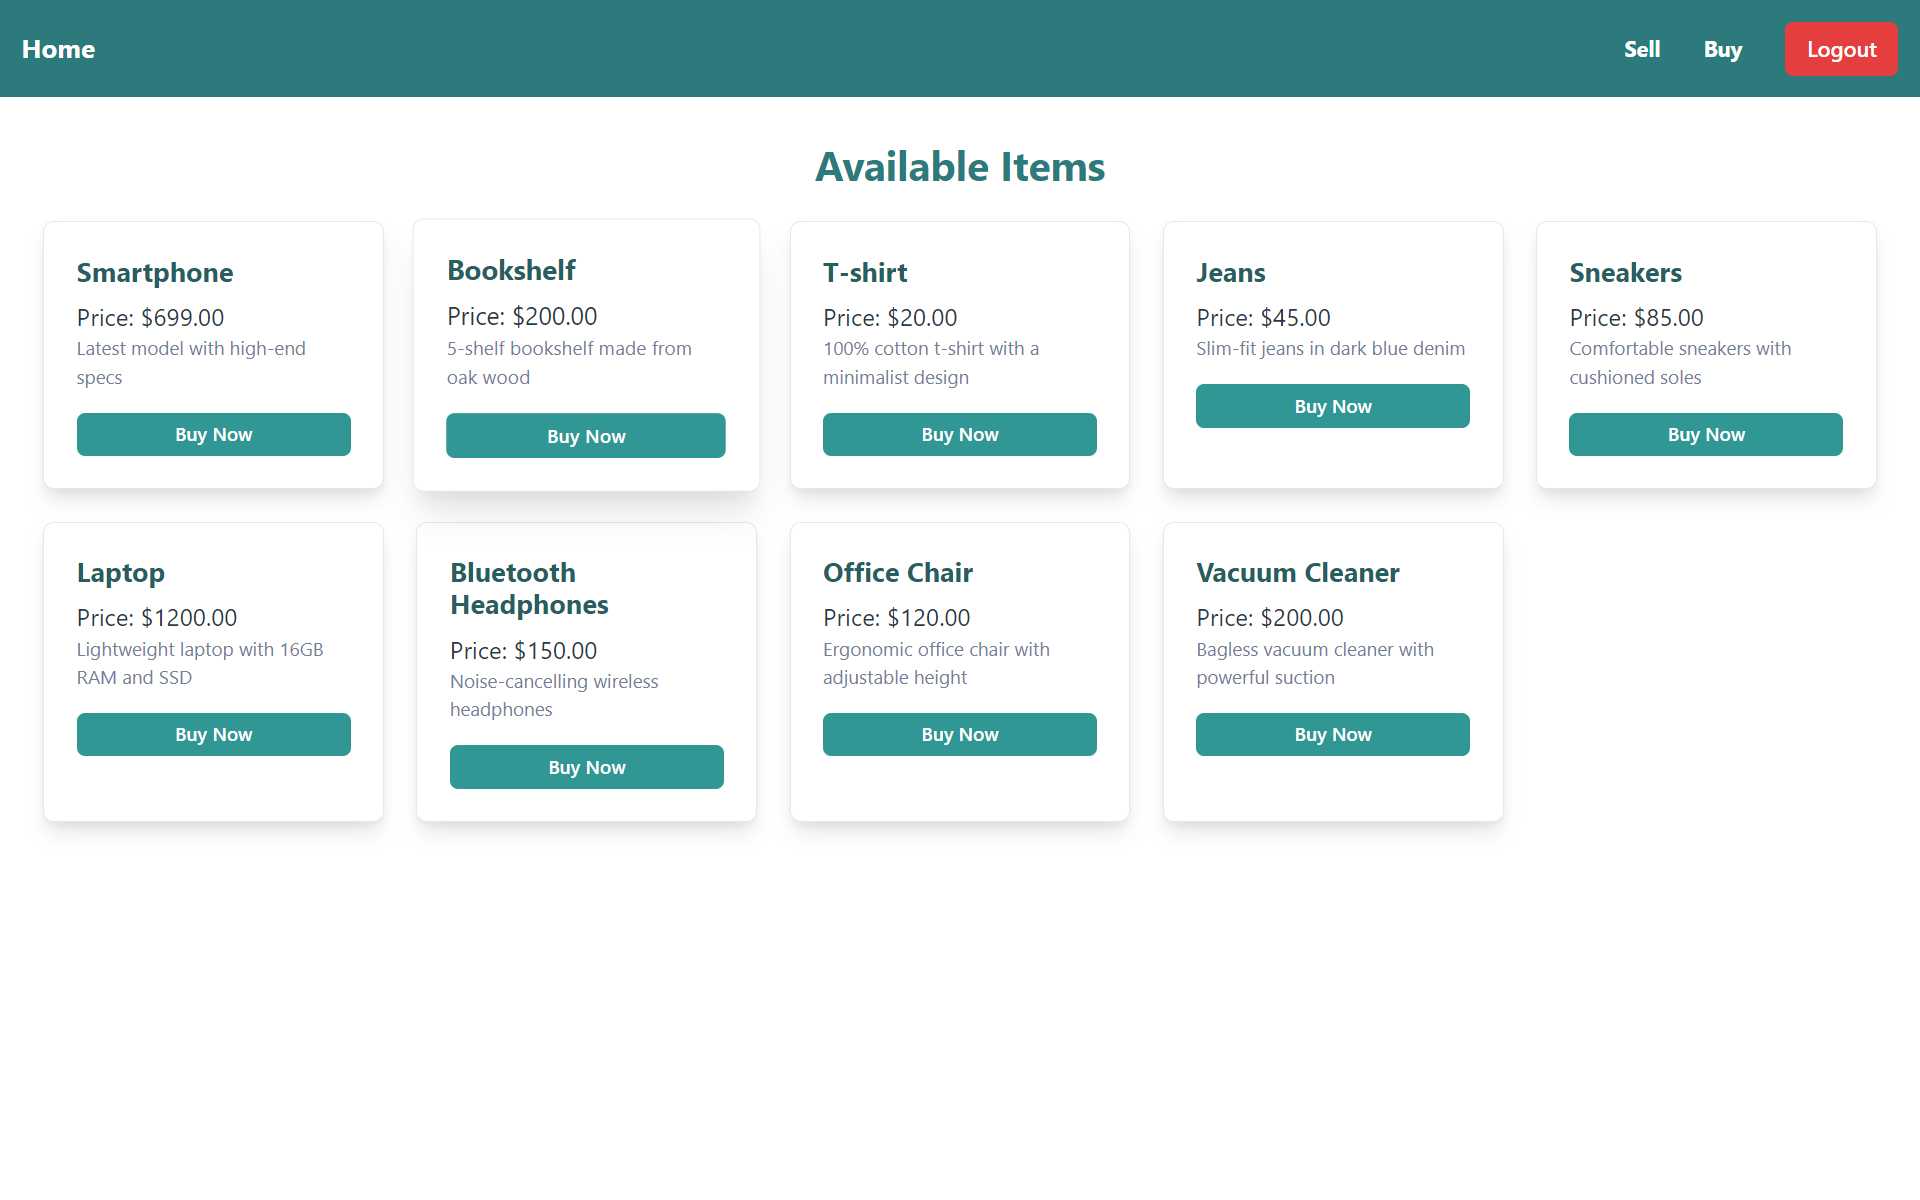 Home
Sell
Buy
Logout
Available Items
Smartphone
Price: $699.00
Latest model with high-end
specs
Buy Now
Bookshelf
Price: $200.00
5-shelf bookshelf made from
oak wood
Buy Now
T-shirt
Price: $20.00
100% cotton t-shirt with a
minimalist design
Buy Now
Jeans
Price: $45.00
Slim-fit jeans in dark blue denim
Buy Now
Sneakers
Price: $85.00
Comfortable sneakers with
cushioned soles
Buy Now
Laptop
Price: $1200.00
Lightweight laptop with 16GB
RAM and SSD
Buy Now
Bluetooth
Headphones
Price: $150.00
Noise-cancelling wireless
headphones
Buy Now
Office Chair
Price: $120.00
Ergonomic office chair with
adjustable height
Buy Now
Vacuum Cleaner
Price: $200.00
Bagless vacuum cleaner with
powerful suction
Buy Now